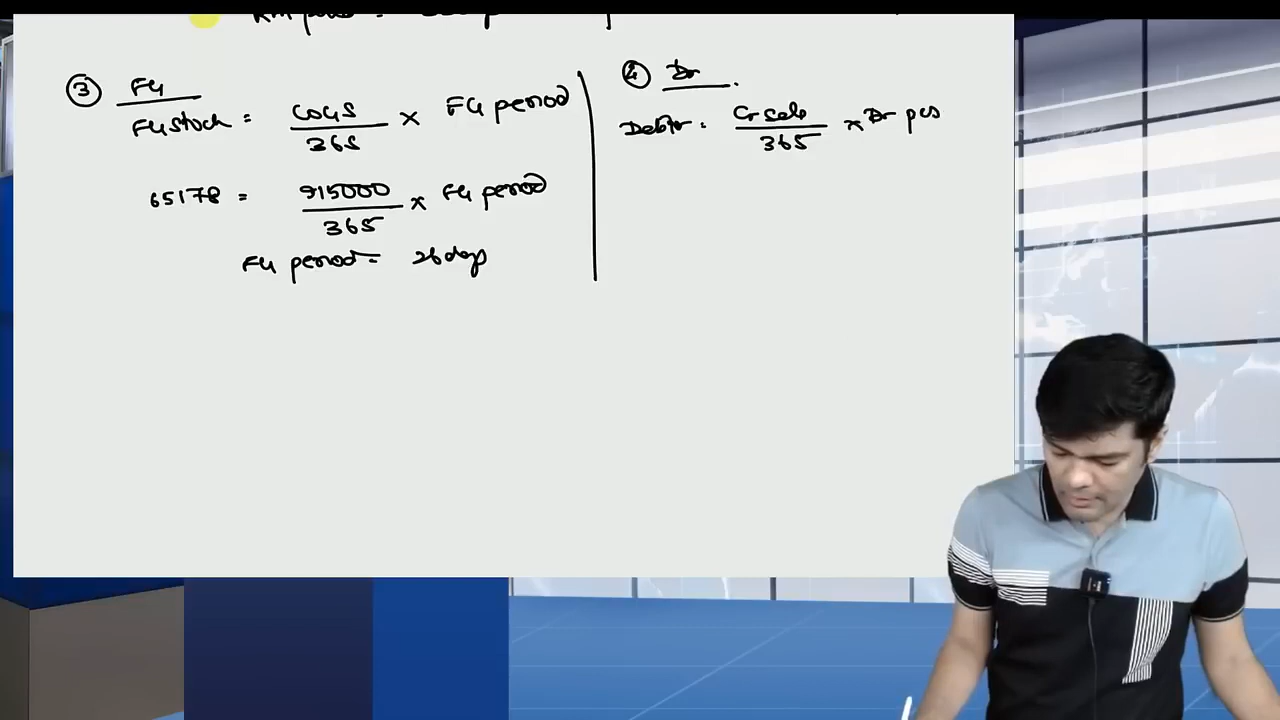 ③ FG
FG stock = COGS / 365 × FG period
65178 = 915000 / 365 × FG period
FG period = 26 days
④ Dr.
Debtor = Cr sale / 365 × Dr